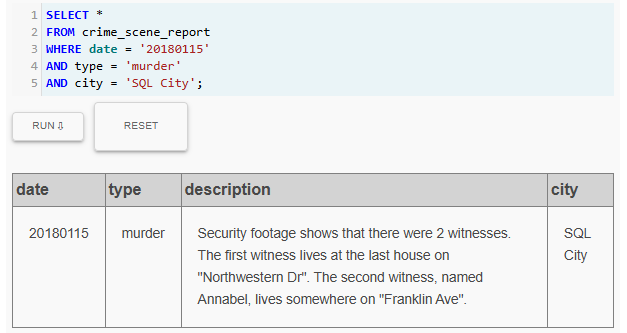 1 SELECT *
2 FROM crime_scene_report
3 WHERE date = '20180115'
4 AND type = 'murder'
5 AND city = 'SQL City';
RUN ⇩ RESET
date type description city
20180115 murder Security footage shows that there were 2 witnesses. SQL
The first witness lives at the last house on City
"Northwestern Dr". The second witness, named
Annabel, lives somewhere on "Franklin Ave".